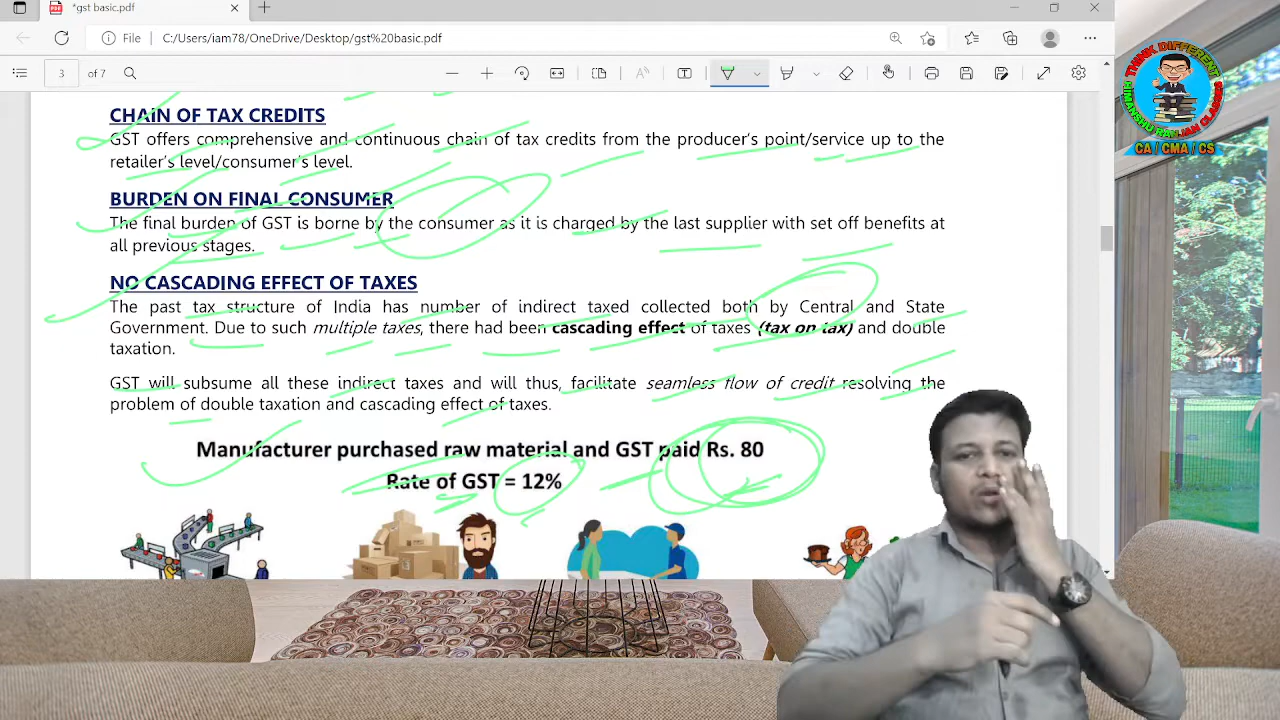 *gst basic.pdf
File
C:/Users/iam78/OneDrive/Desktop/gst%20basic.pdf
3 of 7
CHAIN OF TAX CREDITS
GST offers comprehensive and continuous chain of tax credits from the producer's point/service up to the
retailer's level/consumer's level.
BURDEN ON FINAL CONSUMER
The final burden of GST is borne by the consumer as it is charged by the last supplier with set off benefits at
all previous stages.
NO CASCADING EFFECT OF TAXES
The past tax structure of India has number of indirect taxed collected both by Central and State
Government. Due to such multiple taxes, there had been cascading effect of taxes (tax on tax) and double
taxation.
GST will subsume all these indirect taxes and will thus, facilitate seamless flow of credit resolving the
problem of double taxation and cascading effect of taxes.
Manufacturer purchased raw material and GST paid Rs. 80
Rate of GST = 12%
THINK DIFFERENT
HIMANSHU RANJAN CLASSES
CA / CMA / CS